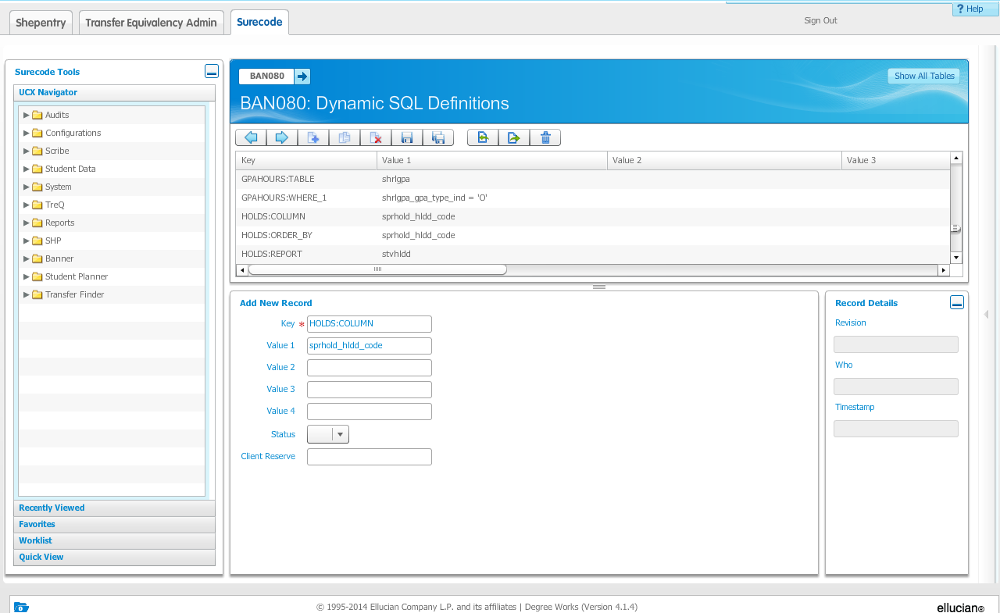 Shepentry
Transfer Equivalency Admin
Surecode
Sign Out
? Help
Surecode Tools
UCX Navigator
Audits
Configurations
Scribe
Student Data
System
TreQ
Reports
SHP
Banner
Student Planner
Transfer Finder
Recently Viewed
Favorites
Worklist
Quick View
BAN080
Show All Tables
BAN080: Dynamic SQL Definitions
Key Value 1 Value 2 Value 3
GPAHOURS:TABLE shrlgpa
GPAHOURS:WHERE_1 shrlgpa_gpa_type_ind = 'O'
HOLDS:COLUMN sprhold_hldd_code
HOLDS:ORDER_BY sprhold_hldd_code
HOLDS:REPORT stvhldd
Add New Record
Key * HOLDS:COLUMN
Value 1 sprhold_hldd_code
Value 2
Value 3
Value 4
Status
Client Reserve
Record Details
Revision
Who
Timestamp
© 1995-2014 Ellucian Company L.P. and its affiliates | Degree Works (Version 4.1.4)
ellucian®